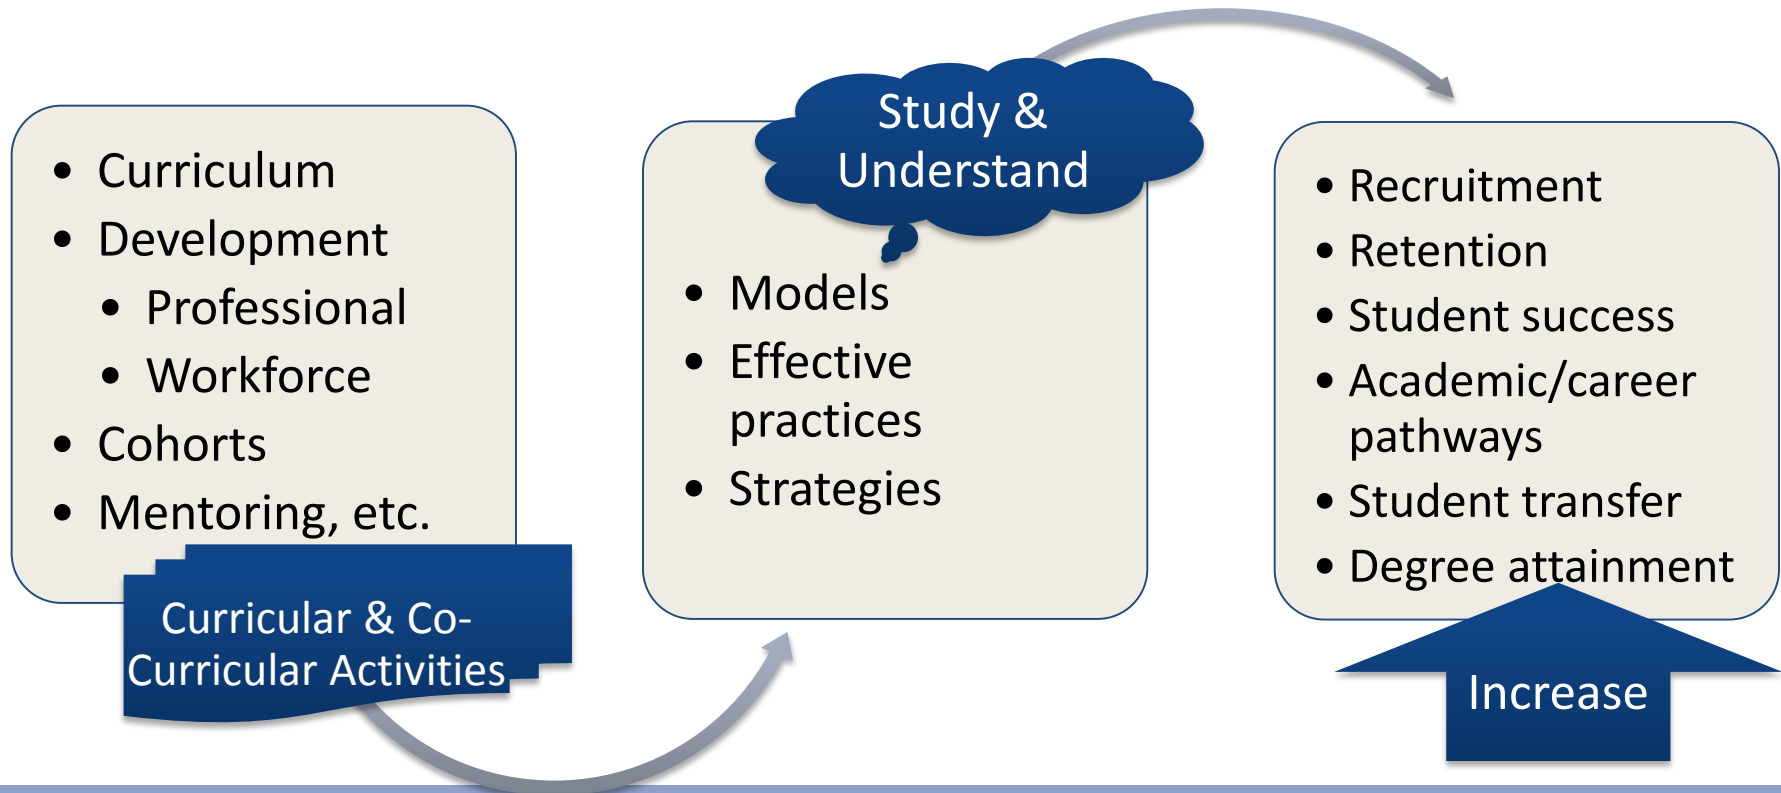 • Curriculum
• Development
• Professional
• Workforce
• Cohorts
• Mentoring, etc.
Curricular & Co-
Curricular Activities
Study &
Understand
• Models
• Effective
practices
• Strategies
• Recruitment
• Retention
• Student success
• Academic/career
pathways
• Student transfer
• Degree attainment
Increase